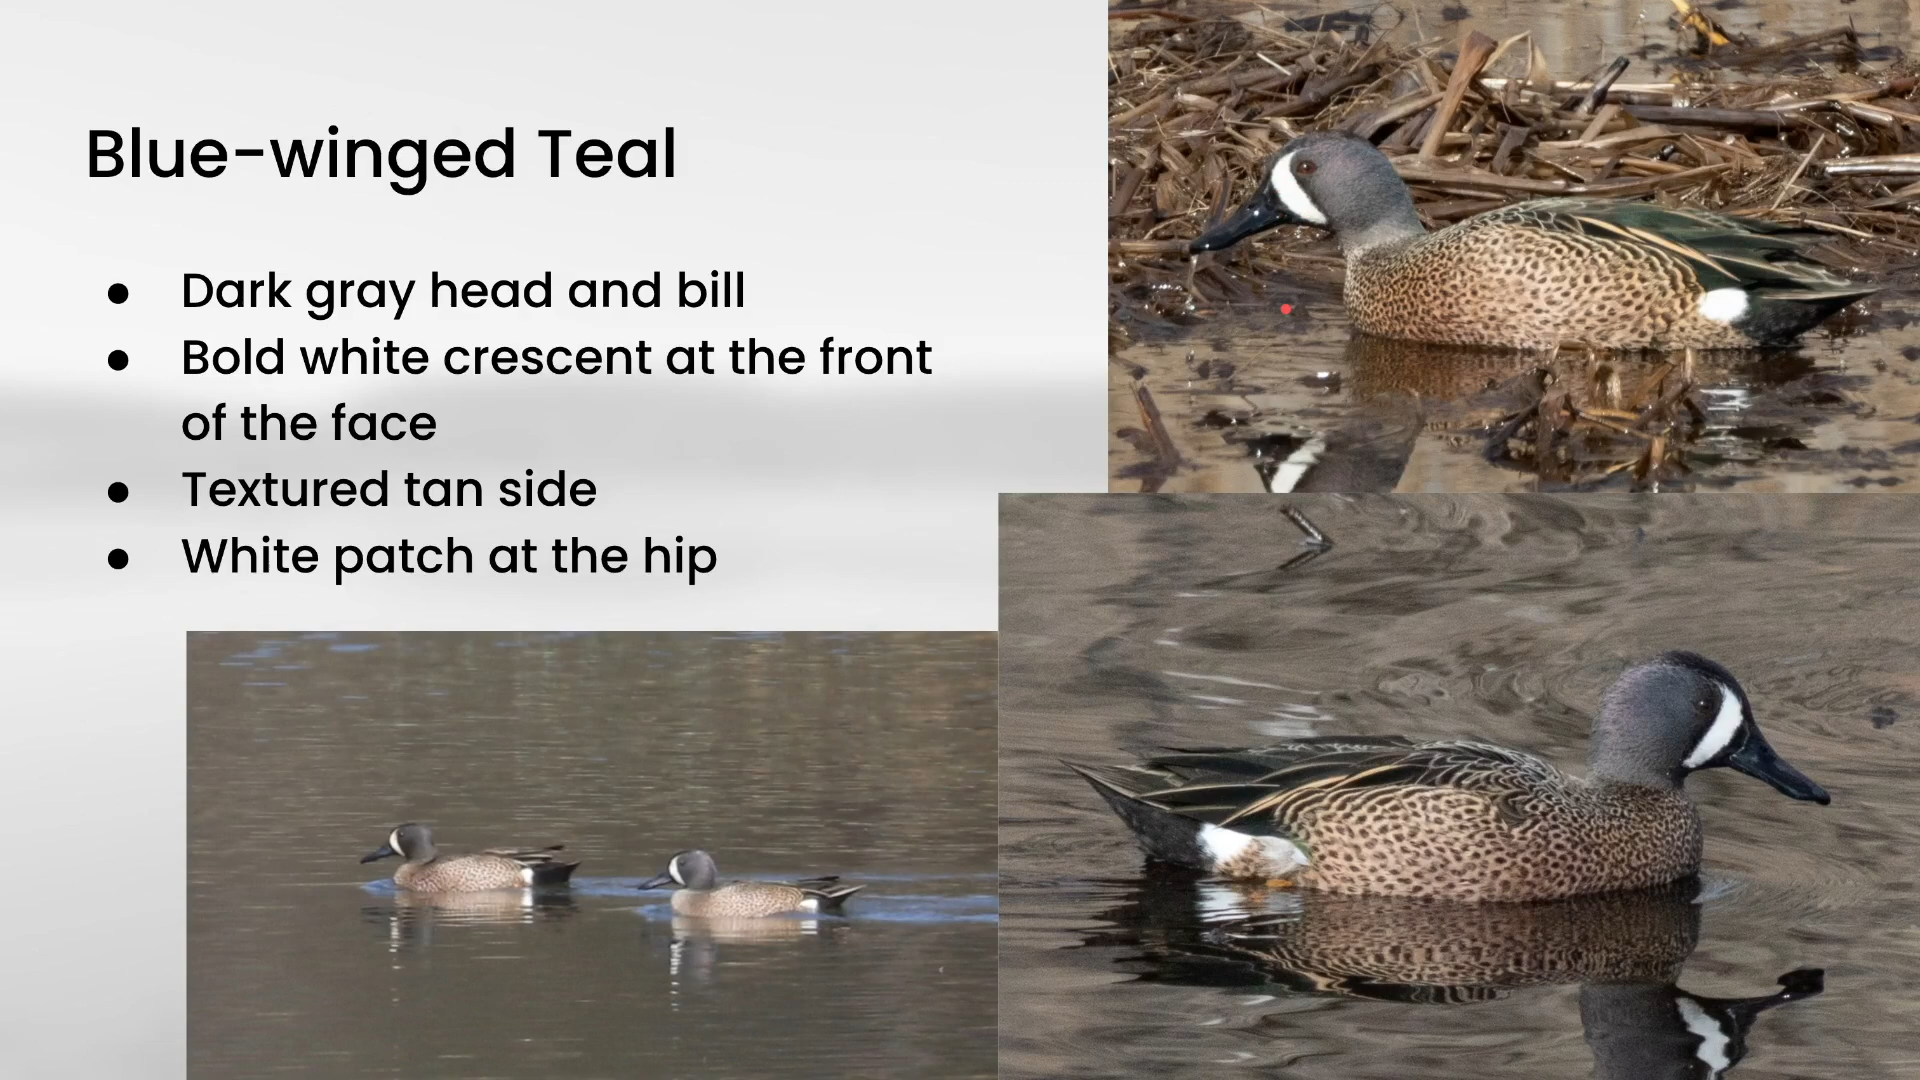 Blue-winged Teal
● Dark gray head and bill
● Bold white crescent at the front
of the face
● Textured tan side
● White patch at the hip